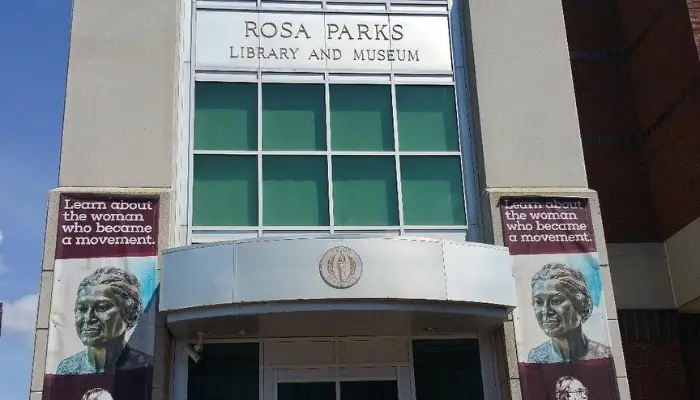 ROSA PARKS
LIBRARY AND MUSEUM
Learn about
the woman
who became
a movement.
Learn about
the woman
who became
a movement.